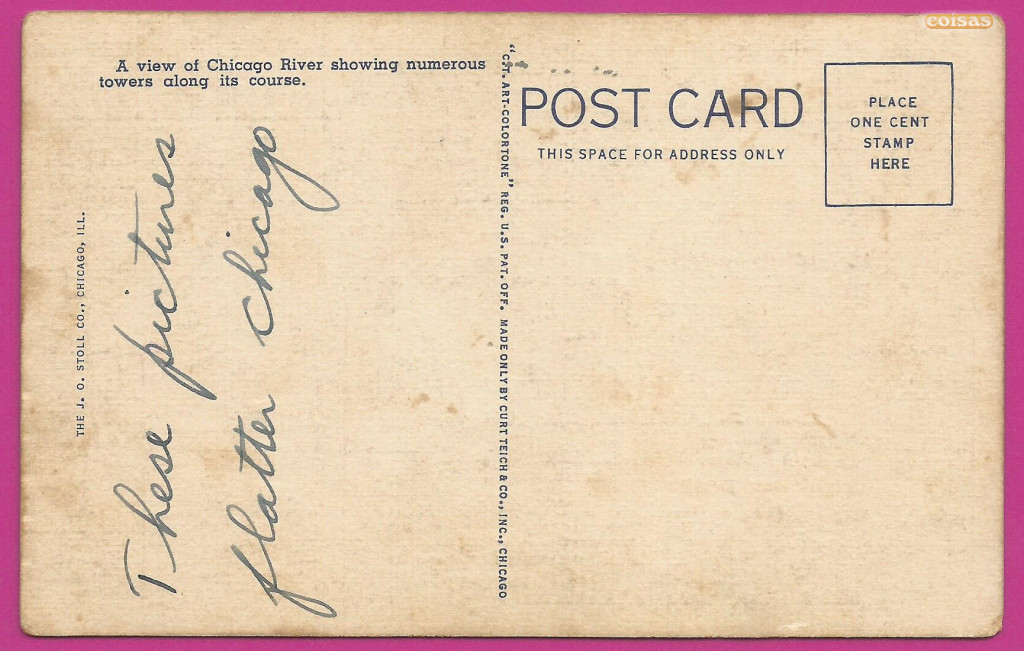 coisas
A view of Chicago River showing numerous
towers along its course.
THE J. O. STOLL CO., CHICAGO, ILL.
These pictures
flatter chicago
"C.T. ART-COLORTONE" REG. U.S. PAT. OFF. MADE ONLY BY CURT TEICH & CO., INC., CHICAGO
POST CARD
THIS SPACE FOR ADDRESS ONLY
PLACE
ONE CENT
STAMP
HERE